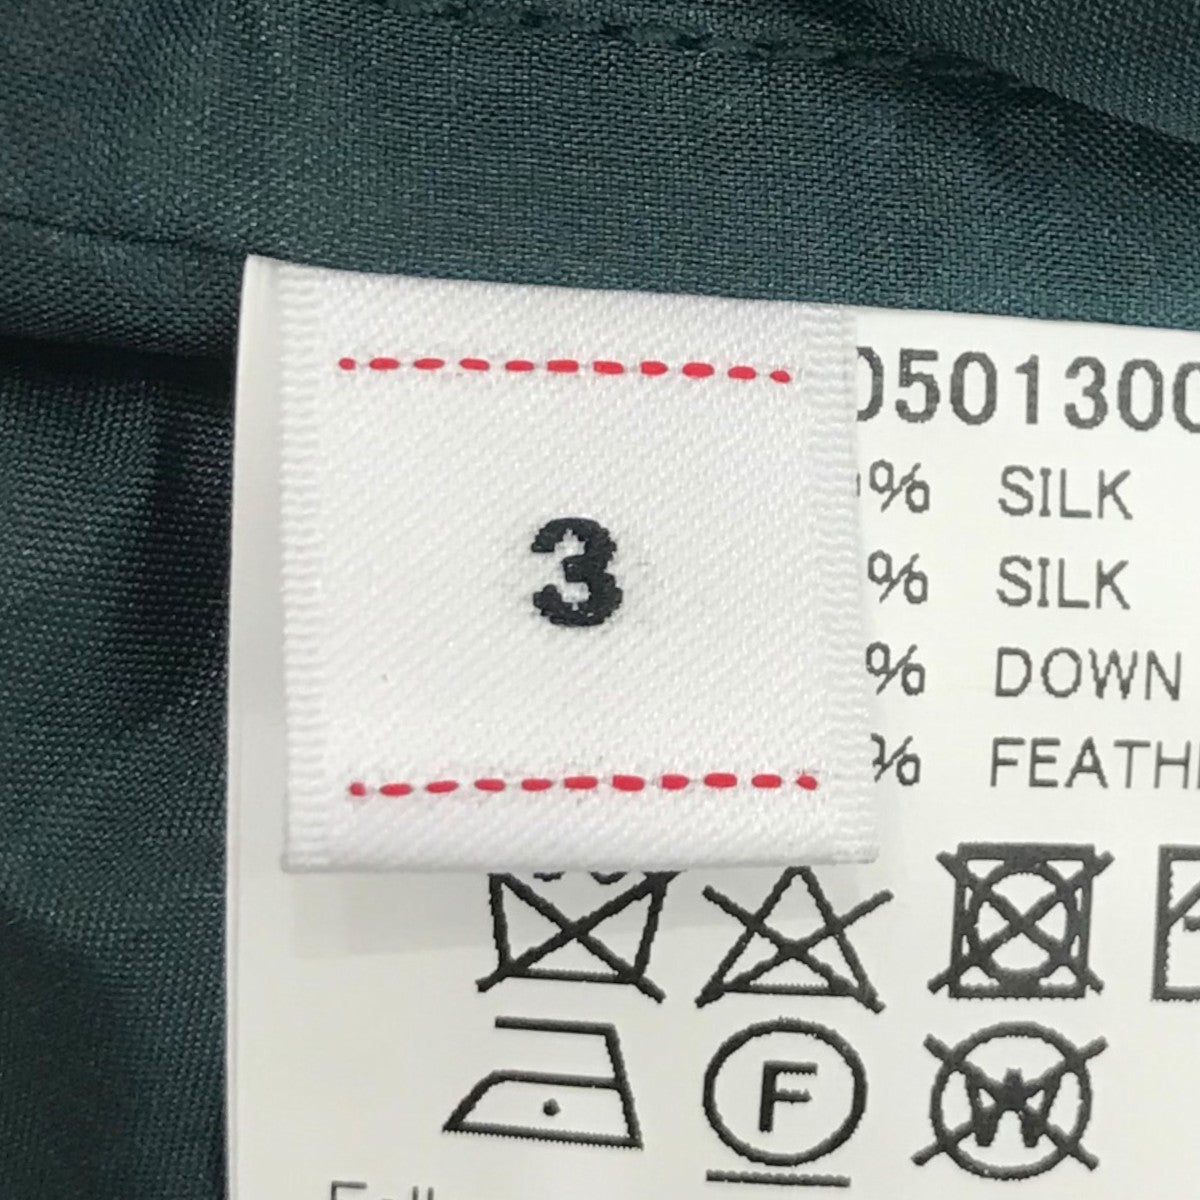 0501300
3
% SILK
% SILK
% DOWN
% FEATH
F
W